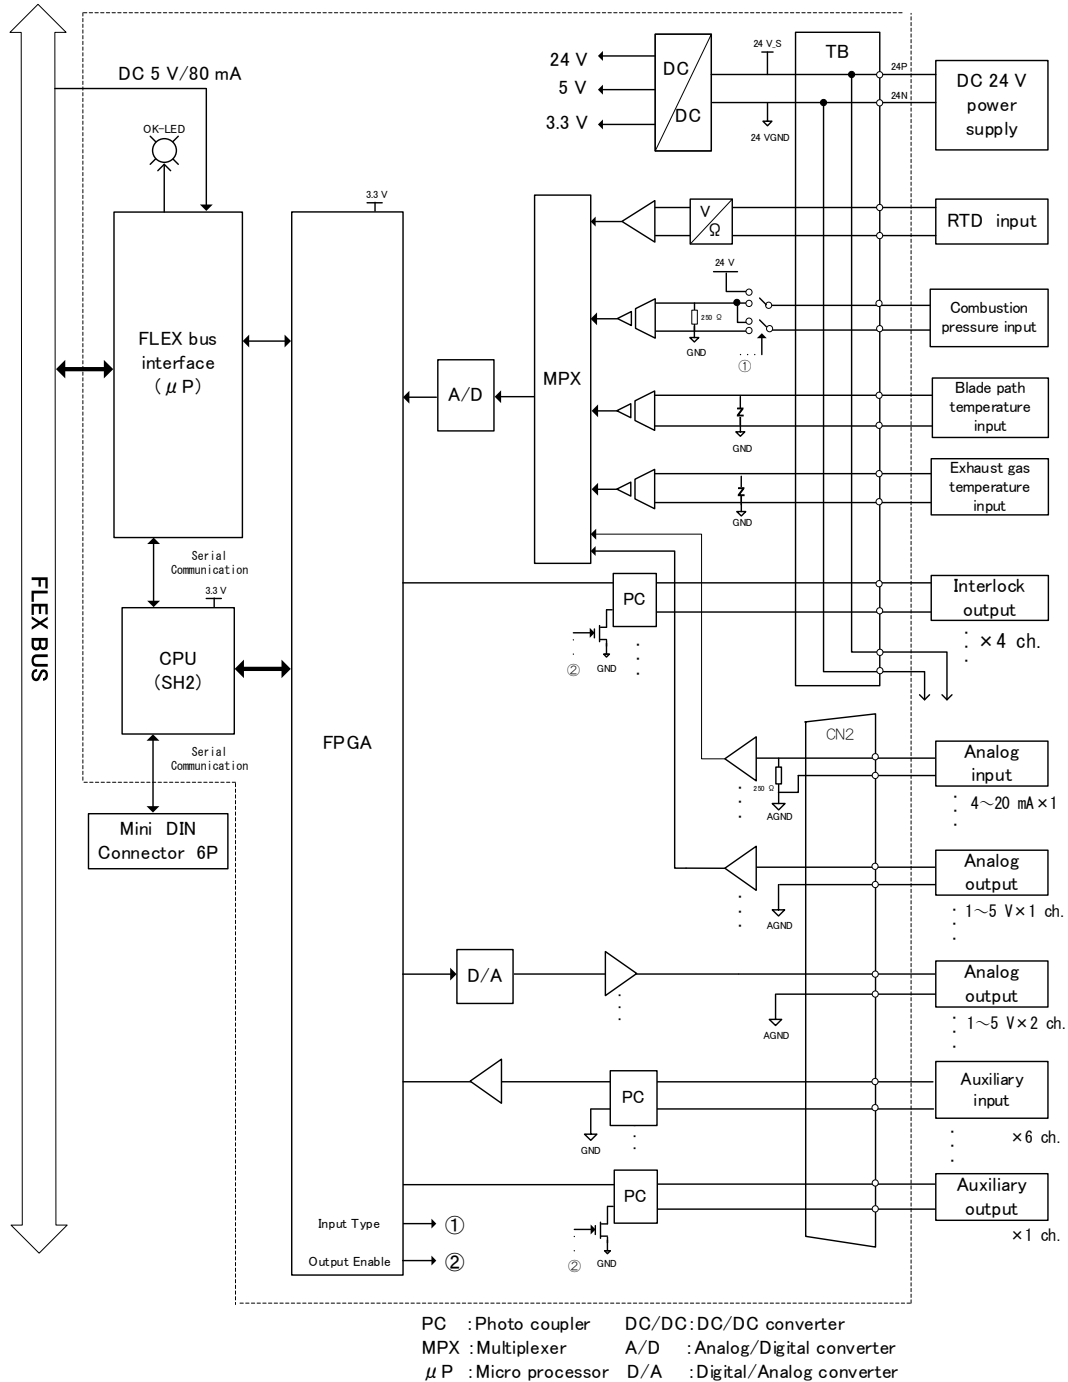 DC 5 V/80 mA
OK-LED
24 V
5 V
3.3 V
DC
DC
24 V_S
24 VGND
TB
24P
24N
DC 24 V
power
supply
3.3 V
V
Ω
RTD input
24 V
250 Ω
GND
①
Combustion
pressure input
FLEX bus
interface
(μP)
A/D
MPX
GND
Blade path
temperature
input
GND
Exhaust gas
temperature
input
Serial
Communication
3.3 V
FLEX BUS
CPU
(SH2)
PC
②
GND
Interlock
output
×4 ch.
FPGA
Serial
Communication
CN2
250 Ω
AGND
Analog
input
4～20 mA×1
Mini DIN
Connector 6P
AGND
Analog
output
1～5 V×1 ch.
D/A
AGND
Analog
output
1～5 V×2 ch.
PC
GND
Auxiliary
input
×6 ch.
PC
②
GND
Auxiliary
output
×1 ch.
Input Type
①
Output Enable
②
PC :Photo coupler DC/DC:DC/DC converter
MPX :Multiplexer A/D :Analog/Digital converter
μP :Micro processor D/A :Digital/Analog converter